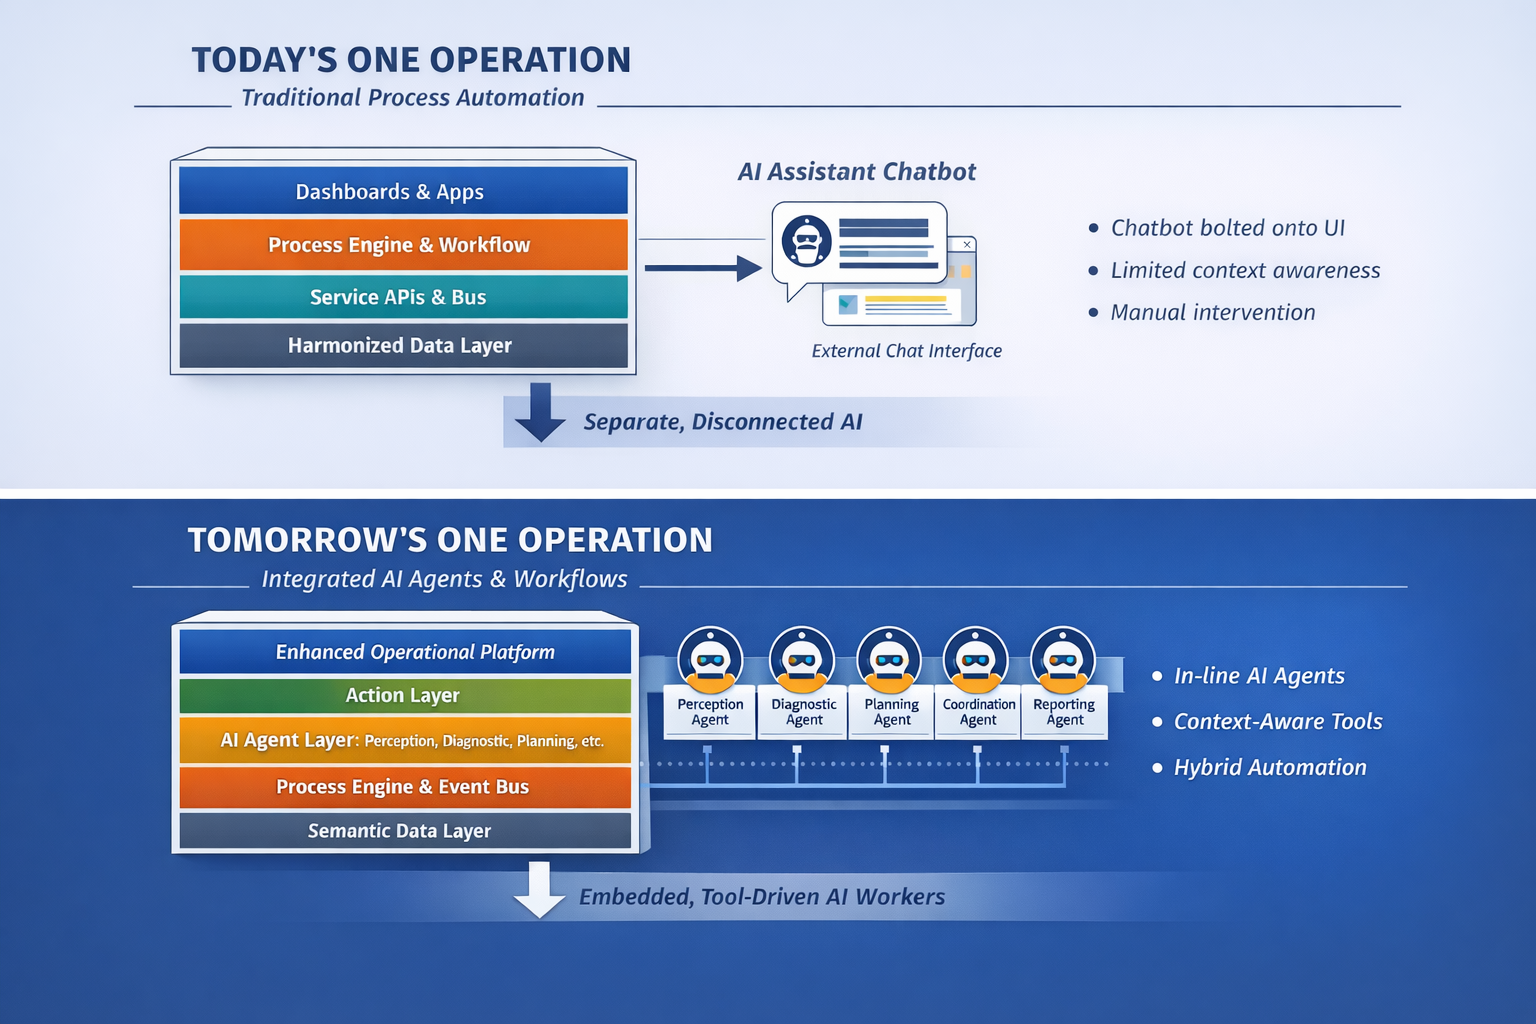 TODAY'S ONE OPERATION
Traditional Process Automation
Dashboards & Apps
Process Engine & Workflow
Service APis & Bus
Harmonized Data Layer
AI Assistant Chatbot
External Chat Interface
• Chatbot bolted onto UI
• Limited context awareness
• Manual intervention
Separate, Disconnected AI
TOMORROW'S ONE OPERATION
Integrated AI Agents & Workflows
Enhanced Operational Platform
Action Layer
AI Agent Layer: Perception, Diagnostic, Planning, etc.
Process Engine & Event Bus
Semantic Data Layer
Perception
Agent
Diagnostic
Agent
Planning
Agent
Coordination
Agent
Reporting
Agent
• In-line AI Agents
• Context-Aware Tools
• Hybrid Automation
Embedded, Tool-Driven AI Workers